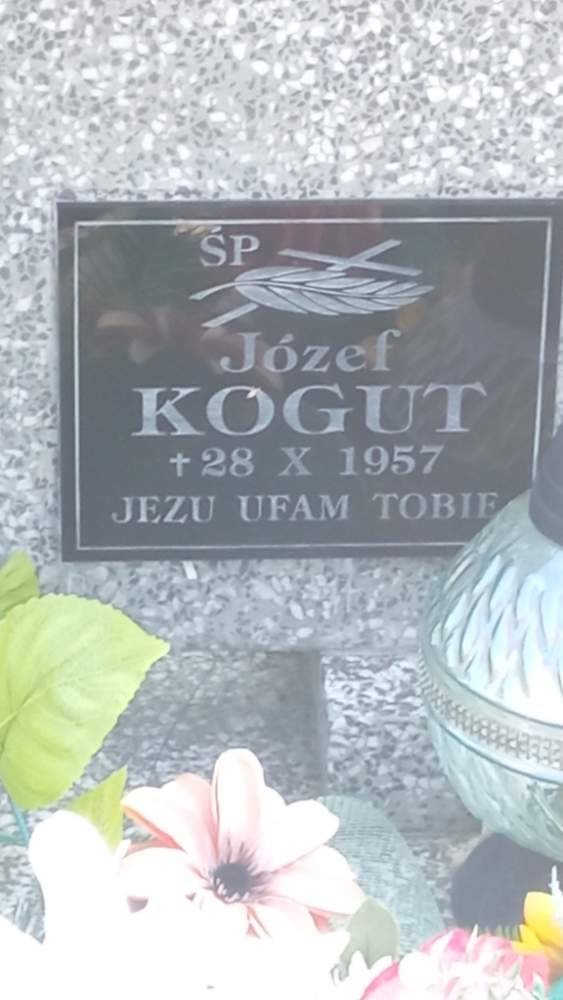 ŚP
Józef
KOGUT
✝ 28 X 1957
JEZU UFAM TOBIE